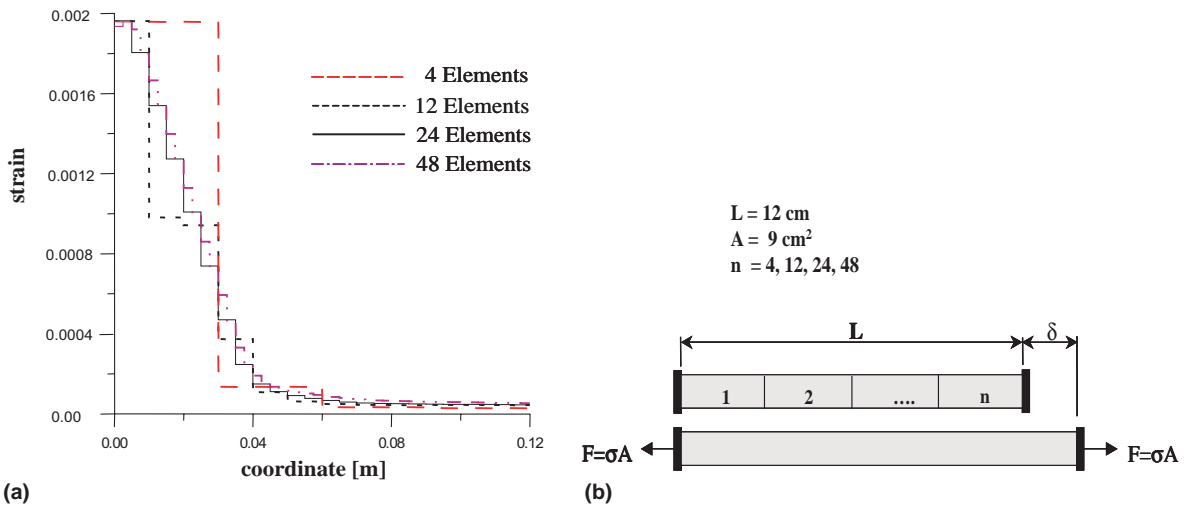 0.002
0.0016
0.0012
0.0008
0.0004
0.00
0.00
0.04
0.08
0.12
strain
coordinate [m]
4 Elements
12 Elements
24 Elements
48 Elements
(a)
L = 12 cm
A = 9 cm²
n = 4, 12, 24, 48
L
δ
1
2
....
n
F=σA
F=σA
(b)